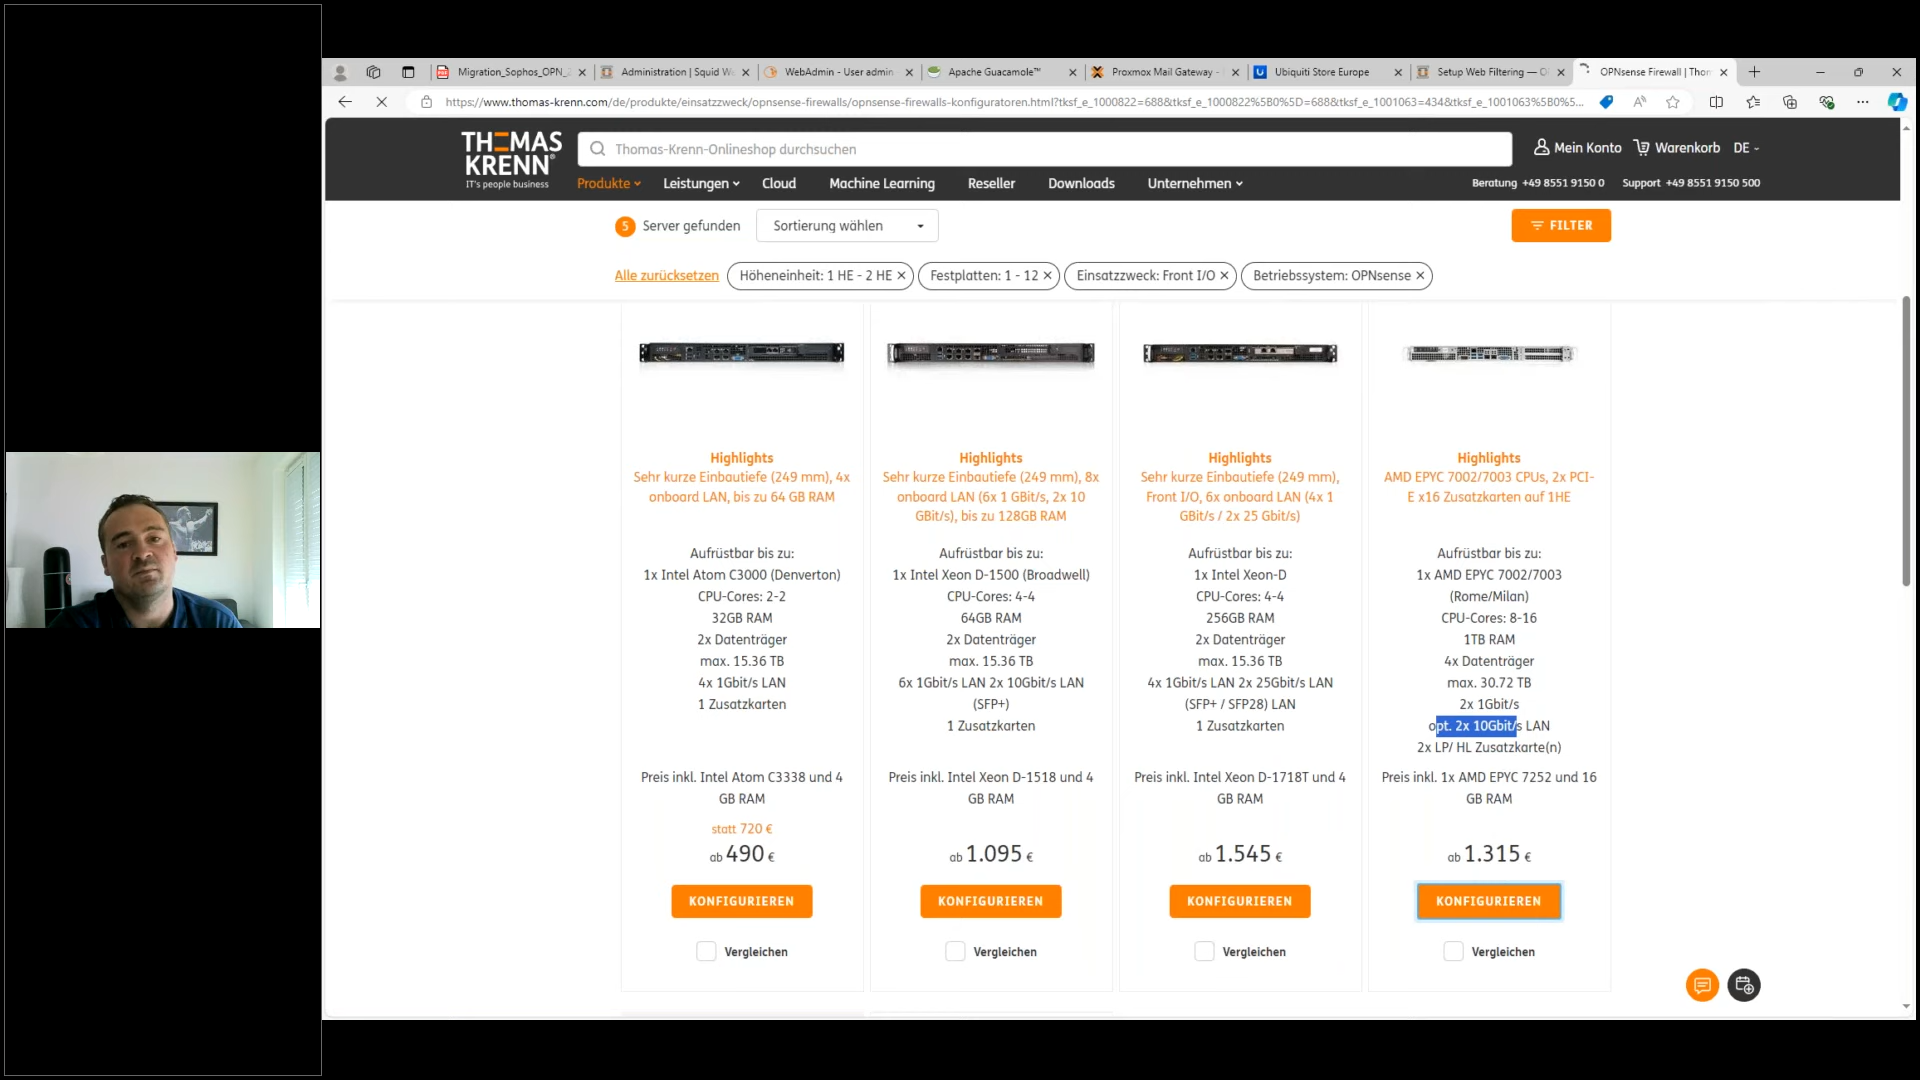 Migration_Sophos_OPN_
Administration | Squid W
WebAdmin - User admin
Apache Guacamole™
Proxmox Mail Gateway -
Ubiquiti Store Europe
Setup Web Filtering — O
OPNsense Firewall | Thom
https://www.thomas-krenn.com/de/produkte/einsatzzweck/opnsense-firewalls/opnsense-firewalls-konfiguratoren.html?tksf_e_1000822=688&tksf_e_1000822%5B0%5D=688&tksf_e_1001063=434&tksf_e_1001063%5B0%5...
THOMAS
KRENN®
IT's people business
Thomas-Krenn-Onlineshop durchsuchen
Mein Konto
Warenkorb
DE
Produkte
Leistungen
Cloud
Machine Learning
Reseller
Downloads
Unternehmen
Beratung +49 8551 9150 0
Support +49 8551 9150 500
5 Server gefunden
Sortierung wählen
FILTER
Alle zurücksetzen
Höheneinheit: 1 HE - 2 HE ✕
Festplatten: 1 - 12 ✕
Einsatzzweck: Front I/O ✕
Betriebssystem: OPNsense ✕
Highlights
Sehr kurze Einbautiefe (249 mm), 4x
onboard LAN, bis zu 64 GB RAM
Aufrüstbar bis zu:
1x Intel Atom C3000 (Denverton)
CPU-Cores: 2-2
32GB RAM
2x Datenträger
max. 15.36 TB
4x 1Gbit/s LAN
1 Zusatzkarten
Preis inkl. Intel Atom C3338 und 4
GB RAM
statt 720 €
ab 490 €
KONFIGURIEREN
Vergleichen
Highlights
Sehr kurze Einbautiefe (249 mm), 8x
onboard LAN (6x 1 GBit/s, 2x 10
GBit/s), bis zu 128GB RAM
Aufrüstbar bis zu:
1x Intel Xeon D-1500 (Broadwell)
CPU-Cores: 4-4
64GB RAM
2x Datenträger
max. 15.36 TB
6x 1Gbit/s LAN 2x 10Gbit/s LAN
(SFP+)
1 Zusatzkarten
Preis inkl. Intel Xeon D-1518 und 4
GB RAM
ab 1.095 €
KONFIGURIEREN
Vergleichen
Highlights
Sehr kurze Einbautiefe (249 mm),
Front I/O, 6x onboard LAN (4x 1
GBit/s / 2x 25 Gbit/s)
Aufrüstbar bis zu:
1x Intel Xeon-D
CPU-Cores: 4-4
256GB RAM
2x Datenträger
max. 15.36 TB
4x 1Gbit/s LAN 2x 25Gbit/s LAN
(SFP+ / SFP28) LAN
1 Zusatzkarten
Preis inkl. Intel Xeon D-1718T und 4
GB RAM
ab 1.545 €
KONFIGURIEREN
Vergleichen
Highlights
AMD EPYC 7002/7003 CPUs, 2x PCI-
E x16 Zusatzkarten auf 1HE
Aufrüstbar bis zu:
1x AMD EPYC 7002/7003
(Rome/Milan)
CPU-Cores: 8-16
1TB RAM
4x Datenträger
max. 30.72 TB
2x 1Gbit/s
opt. 2x 10Gbit/s LAN
2x LP/ HL Zusatzkarte(n)
Preis inkl. 1x AMD EPYC 7252 und 16
GB RAM
ab 1.315 €
KONFIGURIEREN
Vergleichen